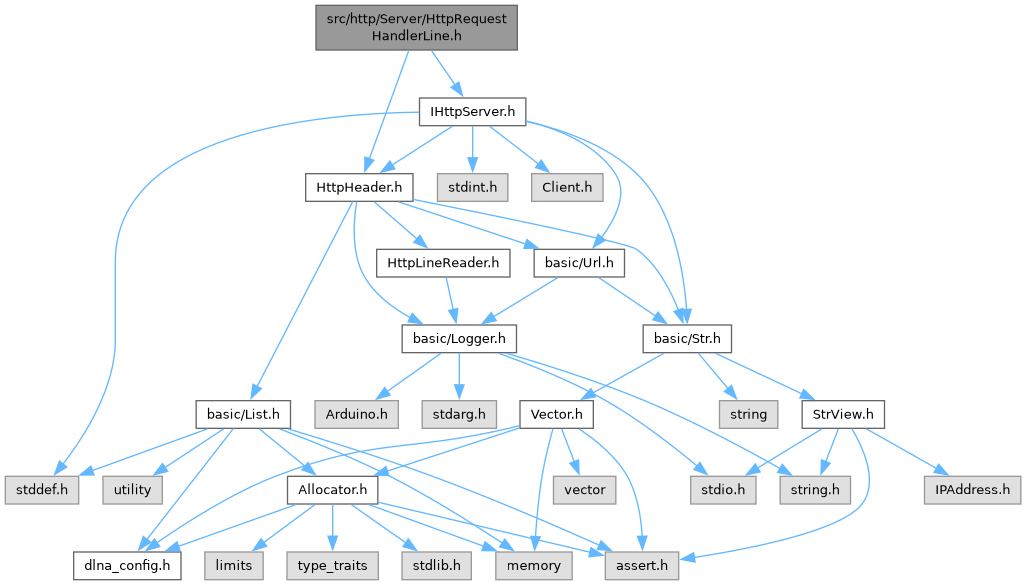 src/http/Server/HttpRequest
HandlerLine.h
IHttpServer.h
HttpHeader.h
stdint.h
Client.h
HttpLineReader.h
basic/Url.h
basic/Logger.h
basic/Str.h
basic/List.h
Arduino.h
stdarg.h
Vector.h
string
StrView.h
stddef.h
utility
Allocator.h
vector
stdio.h
string.h
IPAddress.h
dlna_config.h
limits
type_traits
stdlib.h
memory
assert.h